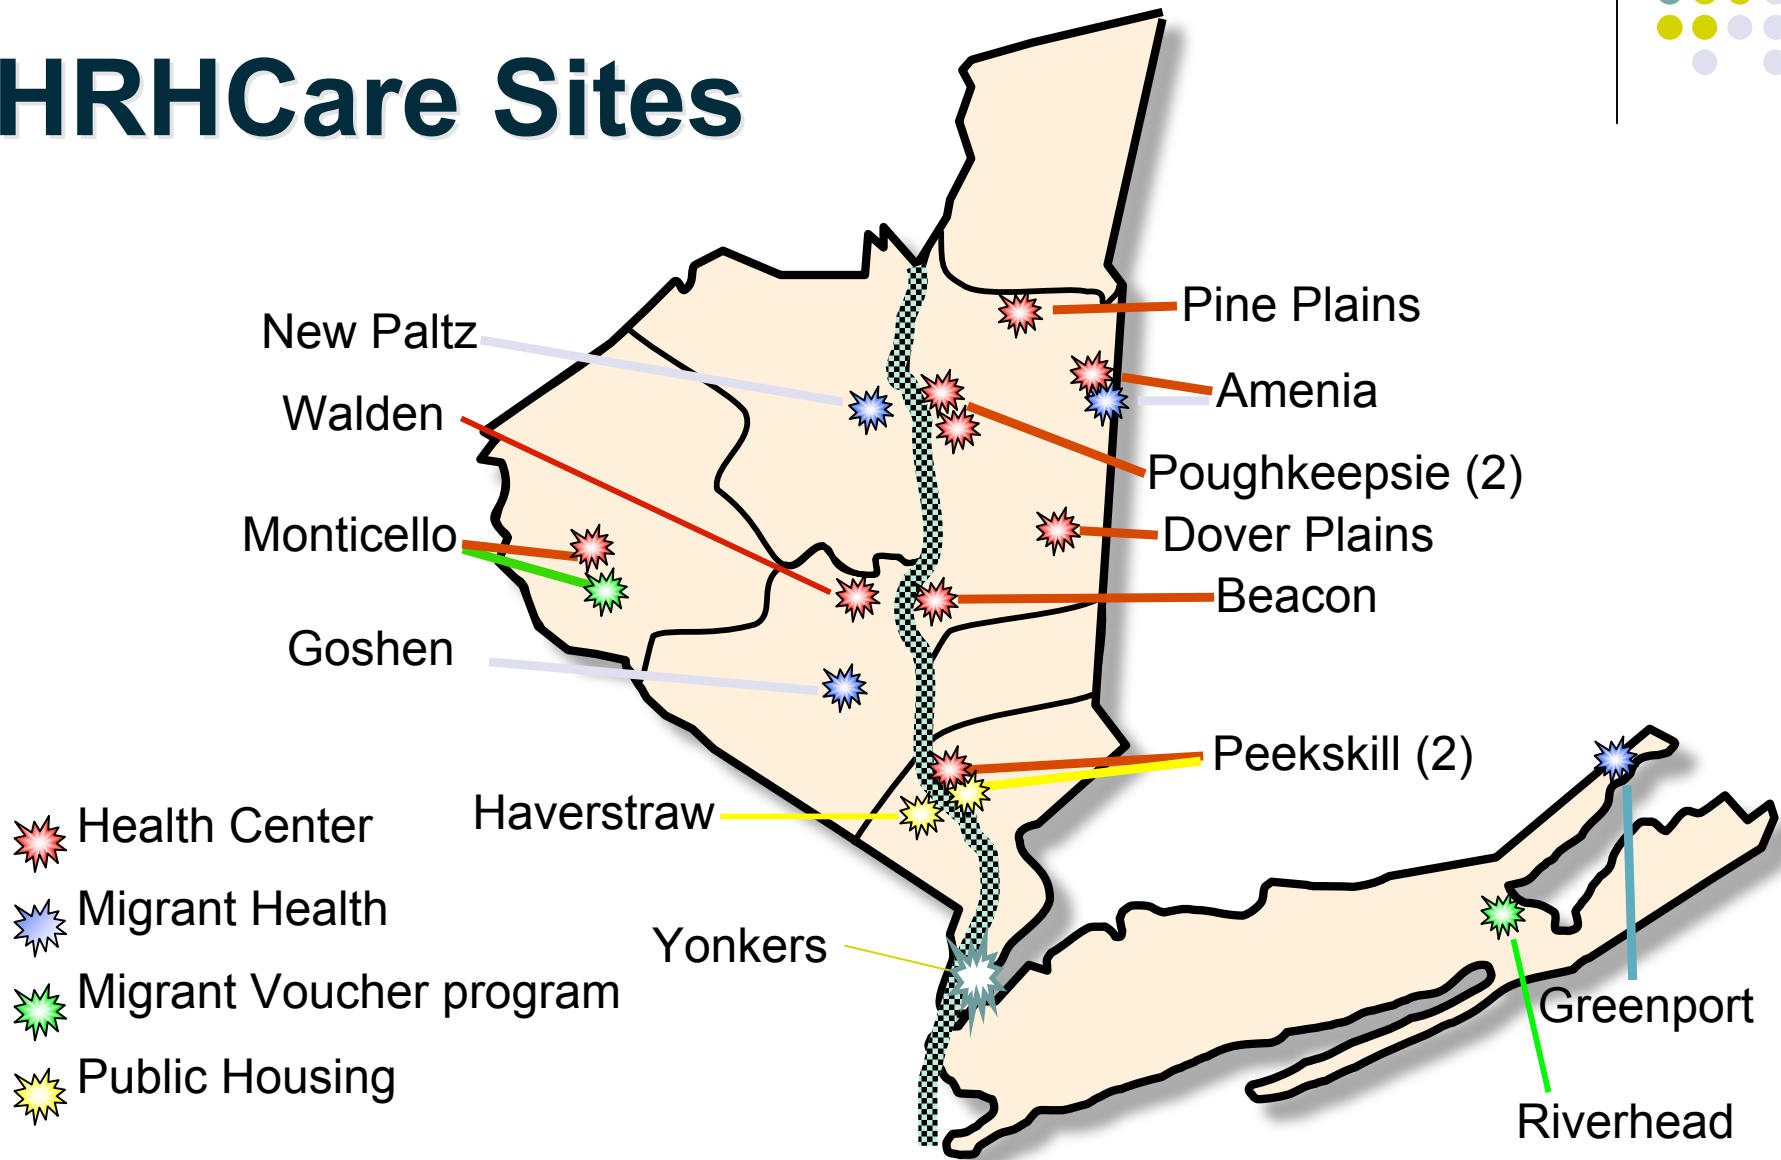 HRHCare Sites
New Paltz
Walden
Monticello
Goshen
Haverstraw
Yonkers
Pine Plains
Amenia
Poughkeepsie (2)
Dover Plains
Beacon
Peekskill (2)
Greenport
Riverhead
Health Center
Migrant Health
Migrant Voucher program
Public Housing